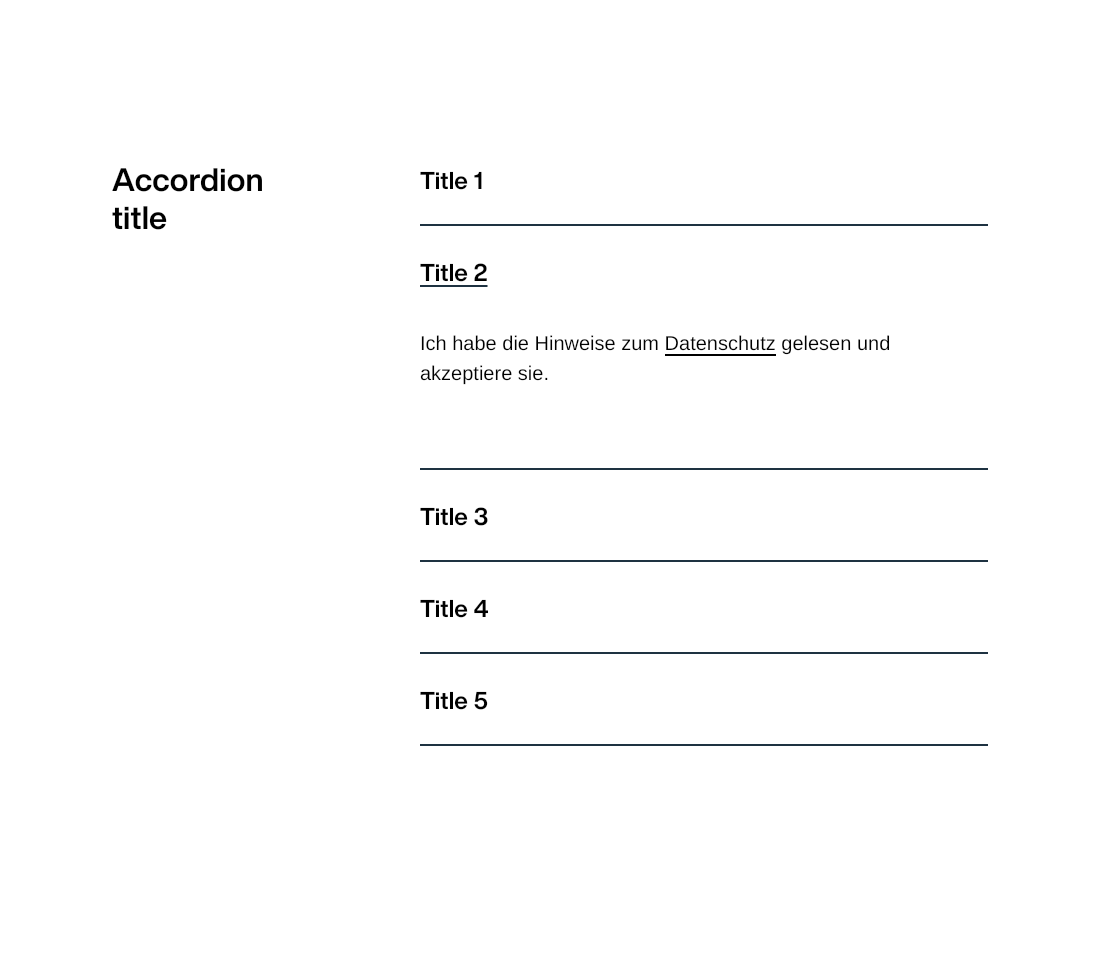 Accordion
title
Title 1
Title 2
Ich habe die Hinweise zum Datenschutz gelesen und
akzeptiere sie.
Title 3
Title 4
Title 5